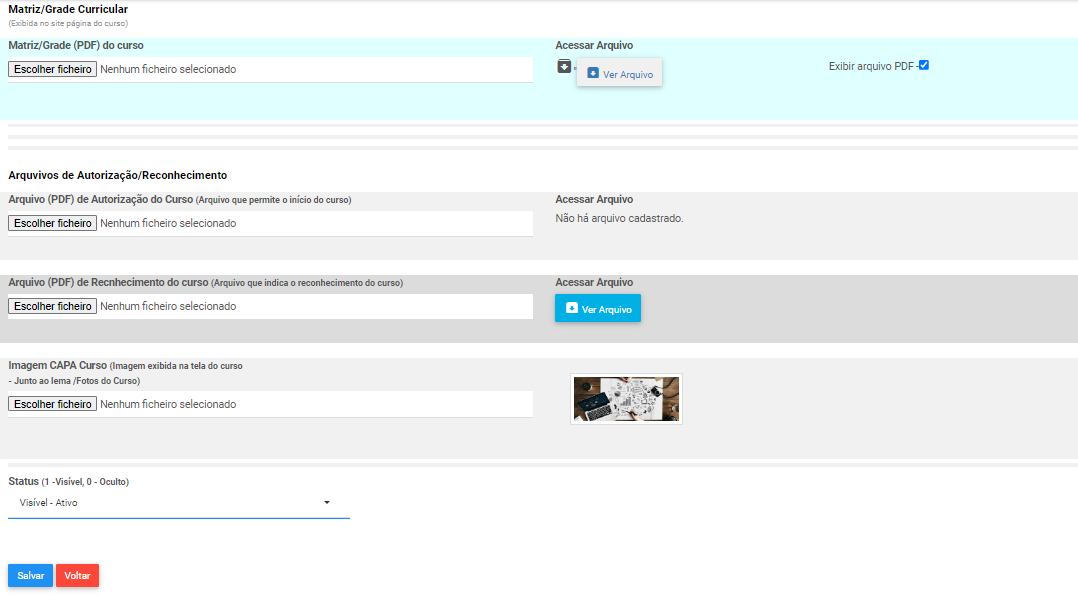 Matriz/Grade Curricular
(Exibida no site página do curso)
Matriz/Grade (PDF) do curso
Acessar Arquivo
Escolher ficheiro Nenhum ficheiro selecionado
Ver Arquivo
Exibir arquivo PDF -
Arquvivos de Autorização/Reconhecimento
Arquivo (PDF) de Autorização do Curso (Arquivo que permite o início do curso)
Acessar Arquivo
Escolher ficheiro Nenhum ficheiro selecionado
Não há arquivo cadastrado.
Arquivo (PDF) de Recnhecimento do curso (Arquivo que indica o reconhecimento do curso)
Acessar Arquivo
Escolher ficheiro Nenhum ficheiro selecionado
Ver Arquivo
Imagem CAPA Curso (Imagem exibida na tela do curso
- Junto ao lema /Fotos do Curso)
Escolher ficheiro Nenhum ficheiro selecionado
Status (1 -Visível, 0 - Oculto)
Visível - Ativo
Salvar
Voltar